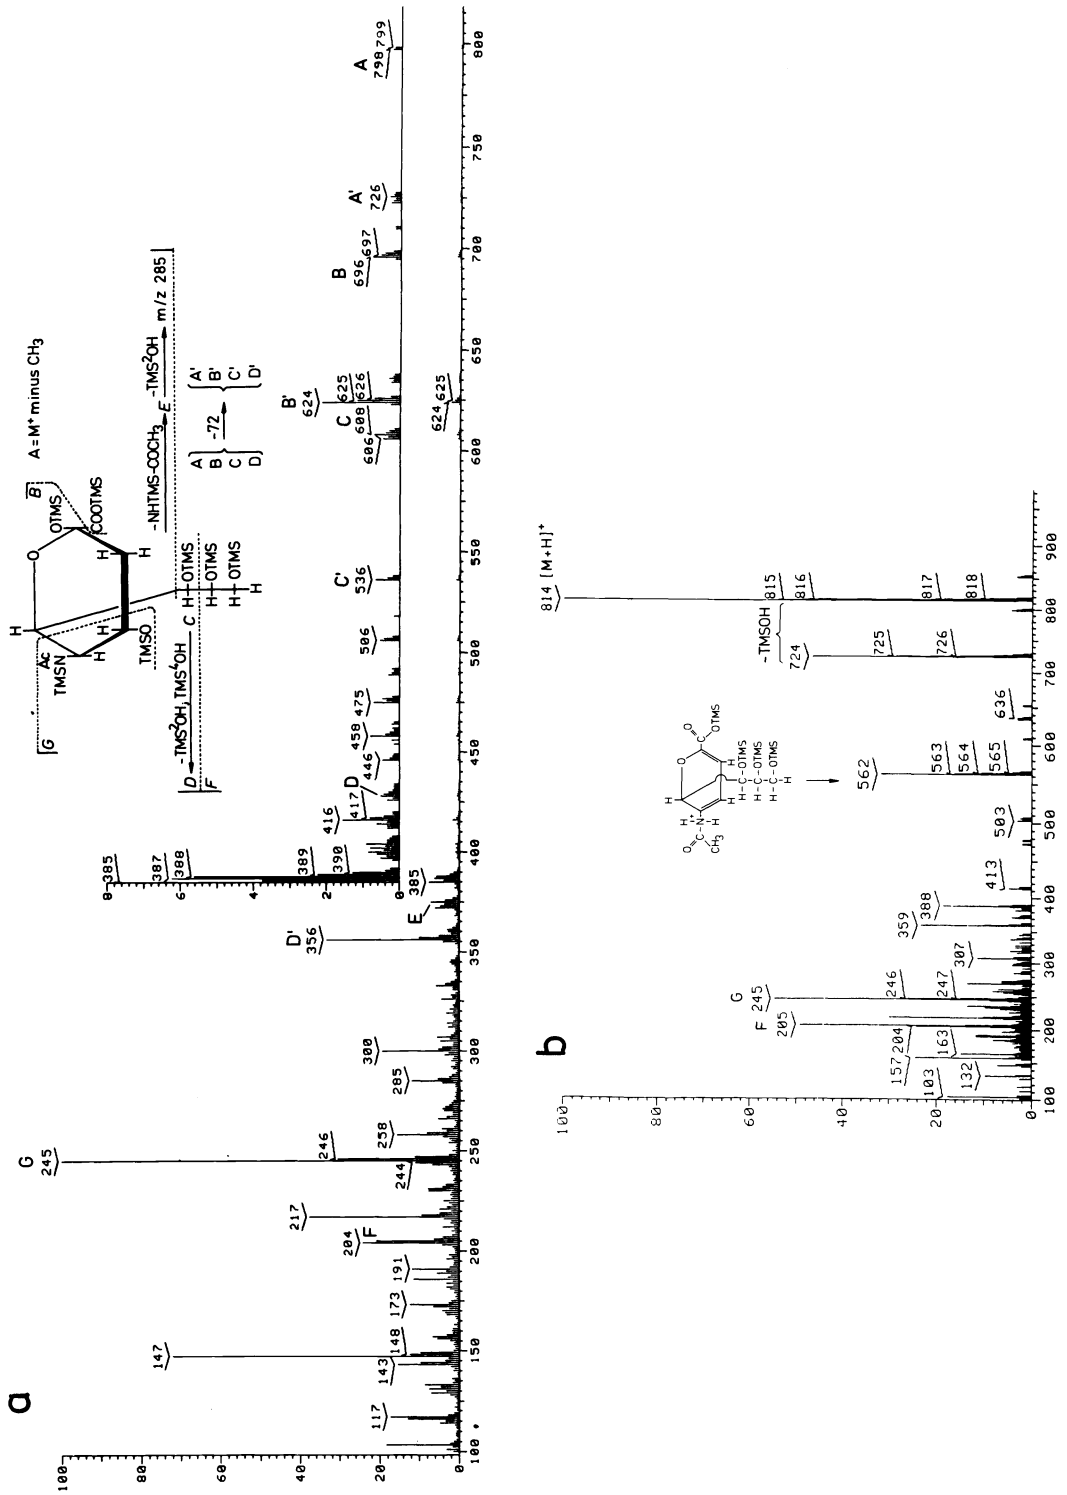 a
A=M⁺ minus CH₃
B
OTMS
COOTMS
O
H
H
H
Ac
TMSN
H
H
TMSO
G
-NHTMS-COCH₃
E
-TMS²OH
m/z 285
H OTMS
H OTMS
H OTMS
H
C
-TMS²OH, TMS⁴OH
D
F
A
B
C
D
-72
A'
B'
C'
D'
A
798 799
A'
726
B
696 697
B'
624
625
626
C
608
606
624 625
C'
536
506
475
458
446
D
417
416
390
389
388
387
385
8
6
4
2
0
385
E
D'
356
300
285
258
G
245
246
244
217
204
F
191
173
147
148
143
117
100
80
60
40
20
0
100
150
200
250
300
350
400
450
500
550
600
650
700
750
800
b
814 [M+H]⁺
815
816
817
818
-TMSOH
724
725
726
636
562
563
564
565
503
413
388
359
307
G
245
246
247
F
205
204
157
163
132
103
O
C
OTMS
O
H
H
H
H-C-OTMS
H-C-OTMS
H-C-OTMS
H
H-N-H
+
O
C
CH₃
100
80
60
40
20
0
100
200
300
400
500
600
700
800
900